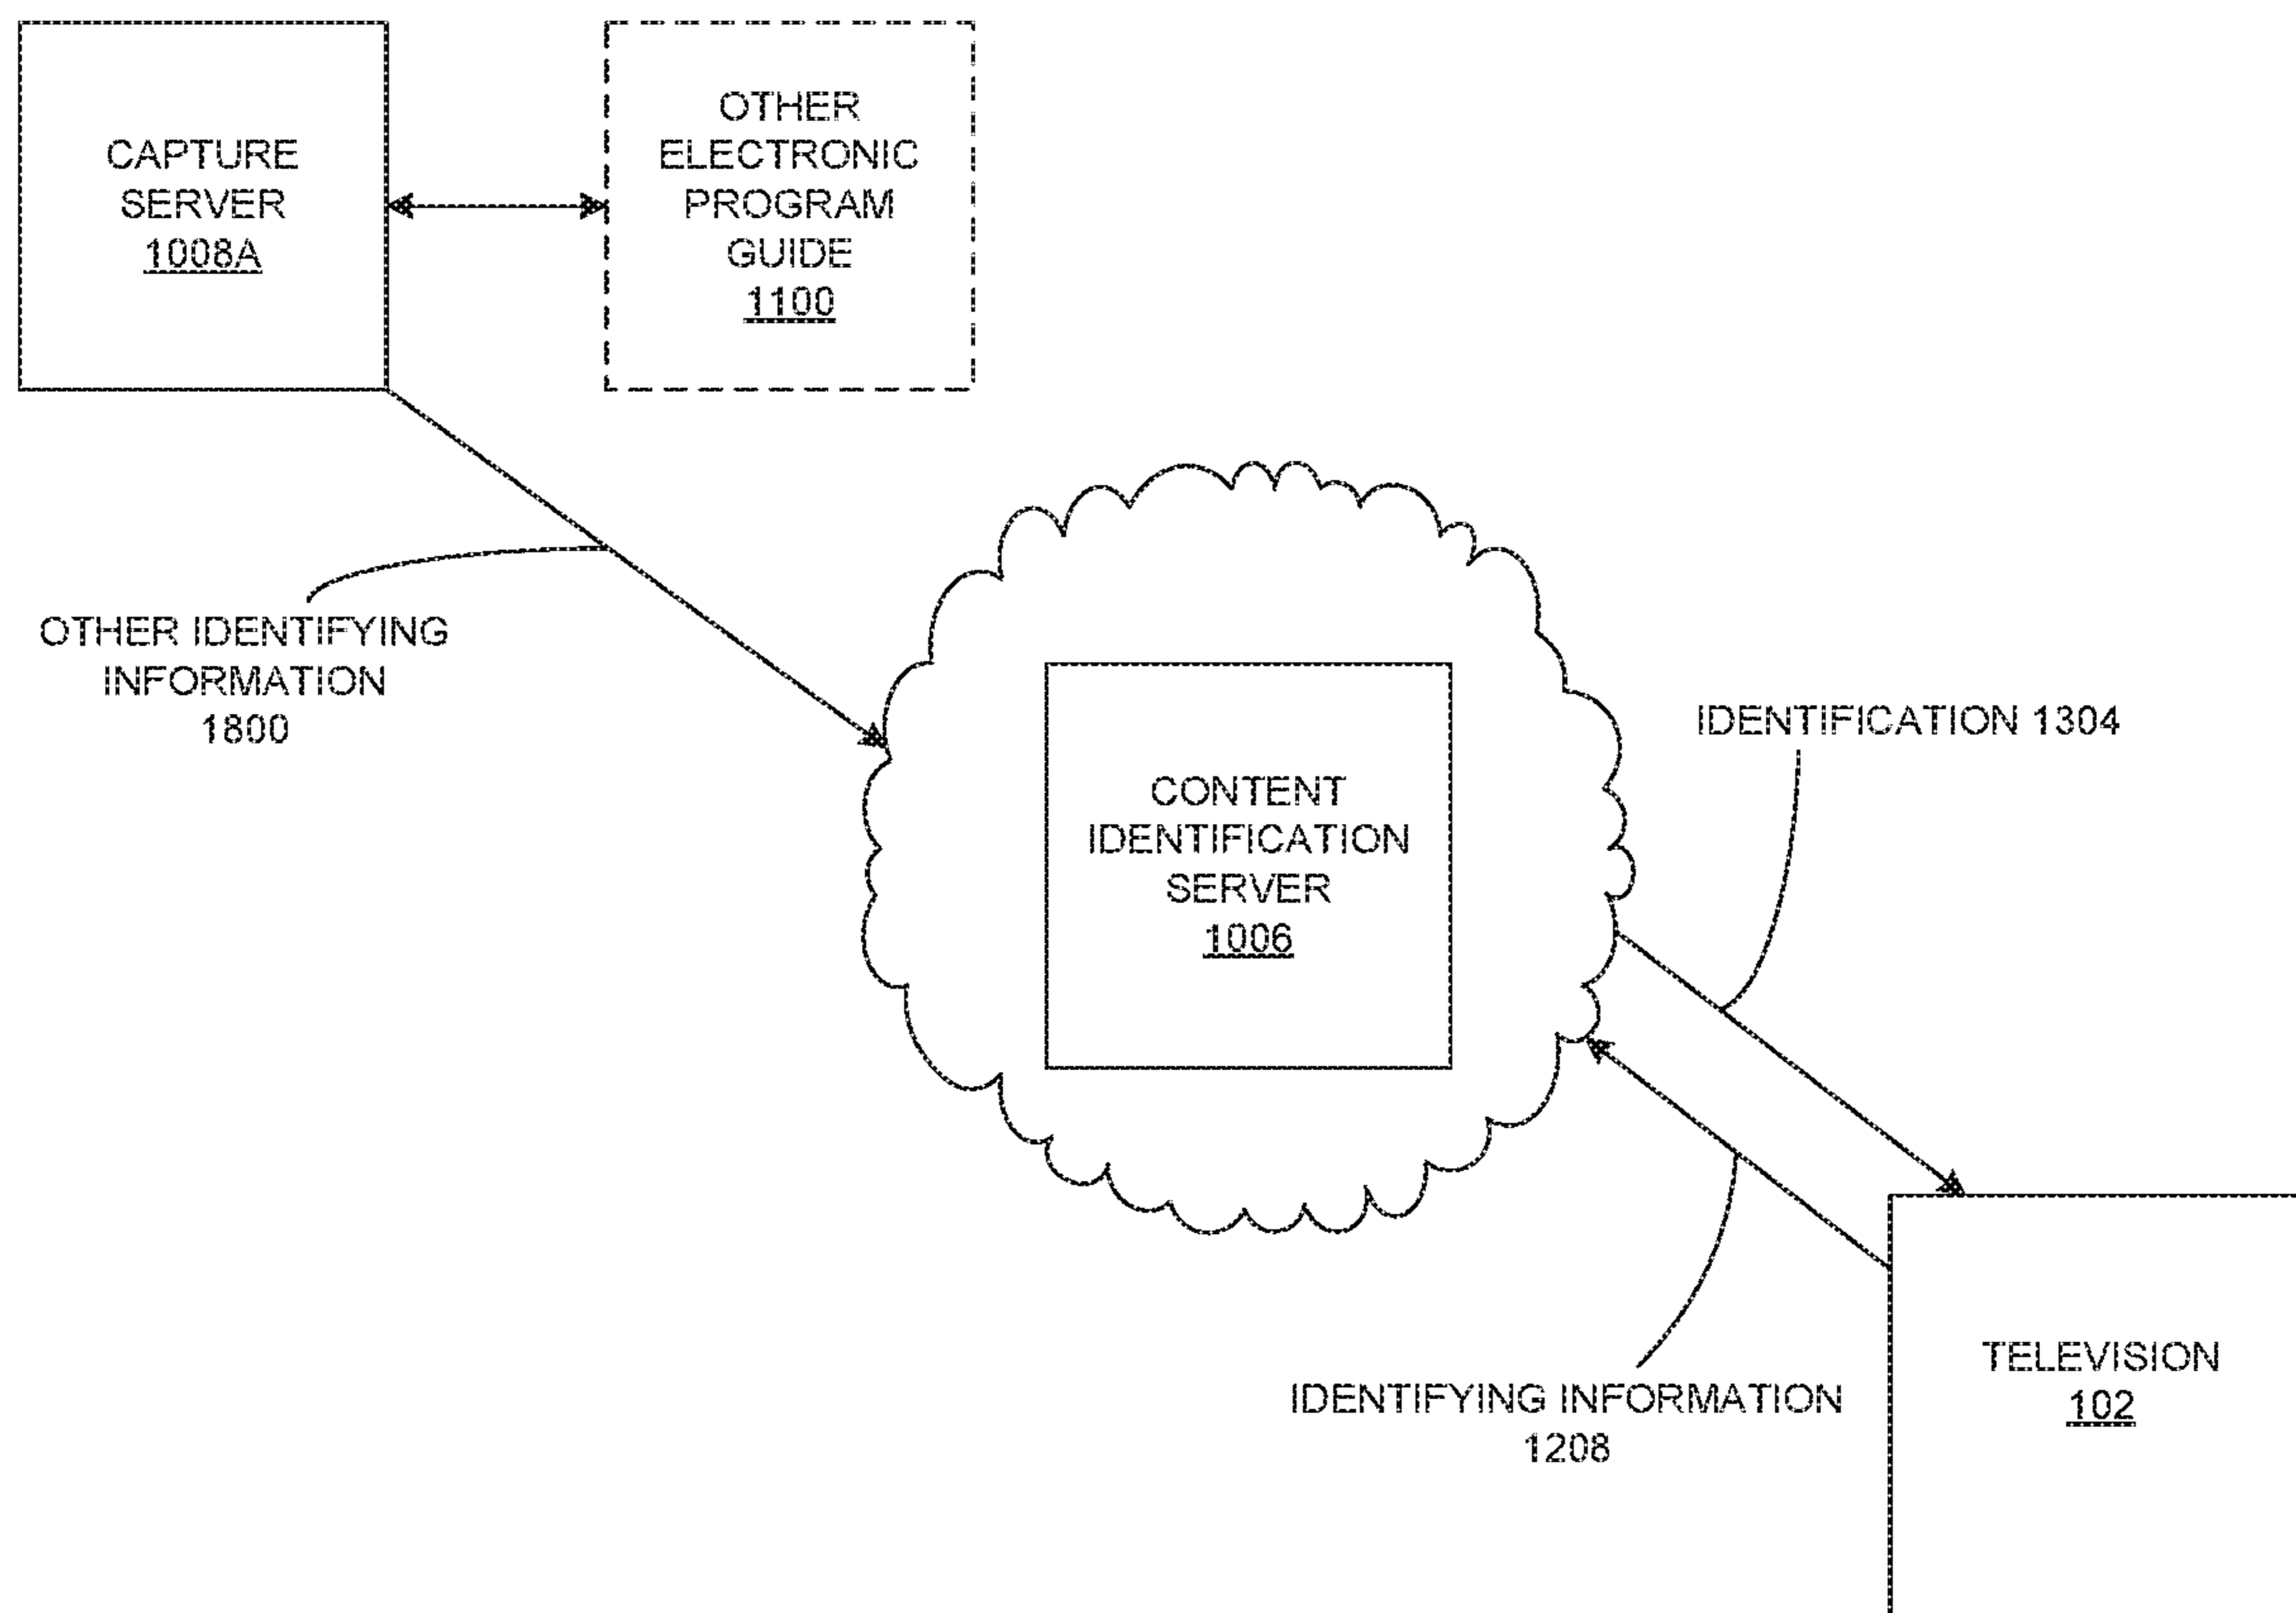 CAPTURE
SERVER
1008A
OTHER
ELECTRONIC
PROGRAM
GUIDE
1100
OTHER IDENTIFYING
INFORMATION
1800
CONTENT
IDENTIFICATION
SERVER
1006
IDENTIFICATION 1304
IDENTIFYING INFORMATION
1208
TELEVISION
102